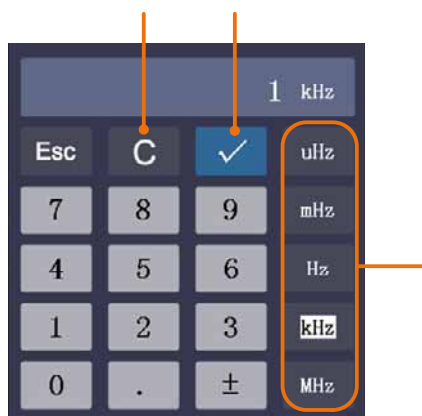 1 kHz
Esc C ✓ uHz
7 8 9 mHz
4 5 6 Hz
1 2 3 kHz
0 . ± MHz